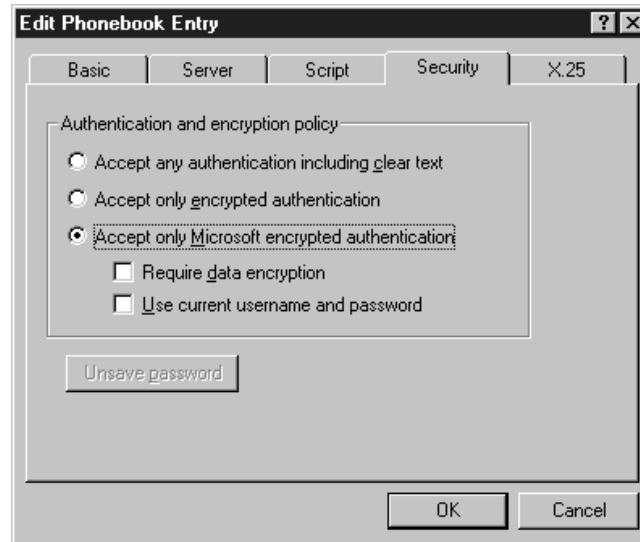 Edit Phonebook Entry
Basic Server Script Security X.25
Authentication and encryption policy
Accept any authentication including clear text
Accept only encrypted authentication
Accept only Microsoft encrypted authentication
Require data encryption
Use current username and password
Unsave password
OK Cancel